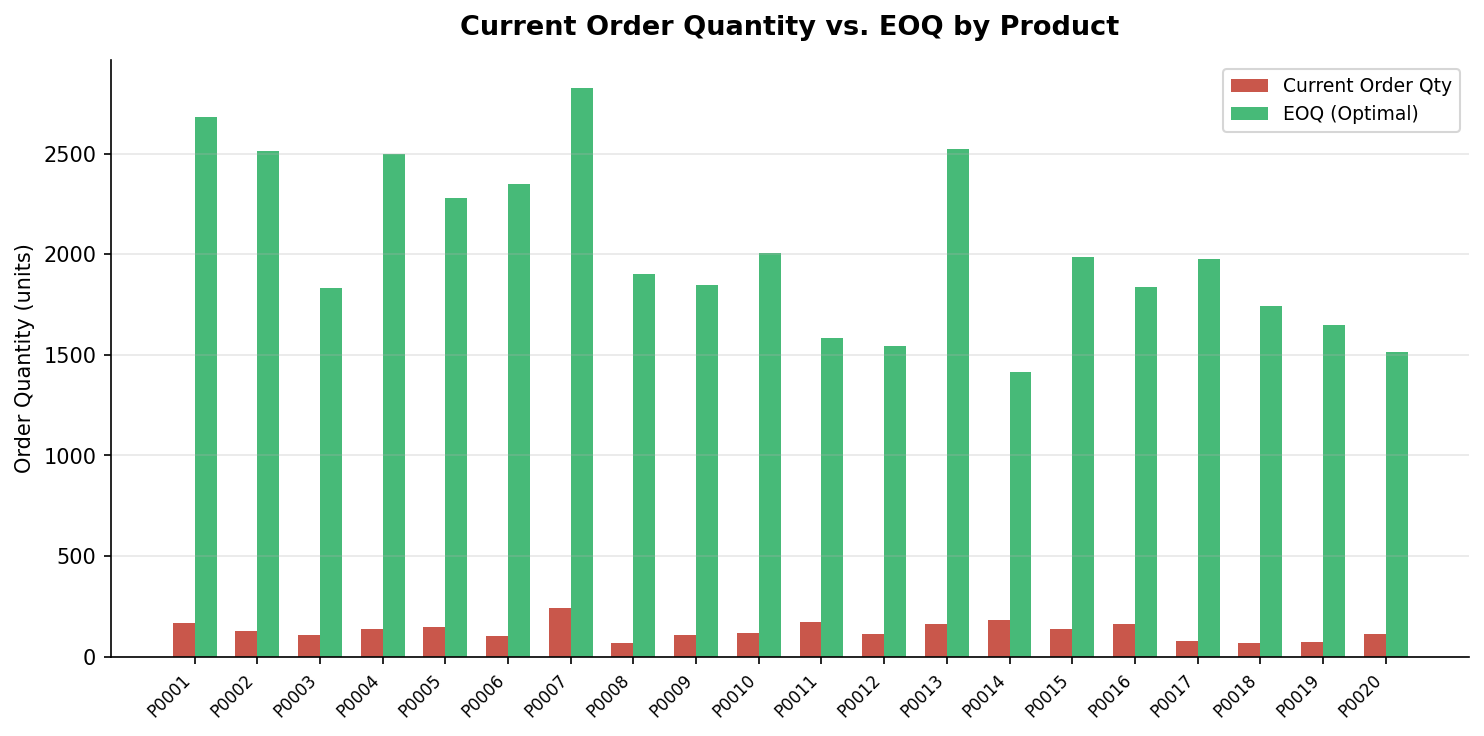 Current Order Quantity vs. EOQ by Product
Current Order Qty
EOQ (Optimal)
Order Quantity (units)
2500
2000
1500
1000
500
0
P0001
P0002
P0003
P0004
P0005
P0006
P0007
P0008
P0009
P0010
P0011
P0012
P0013
P0014
P0015
P0016
P0017
P0018
P0019
P0020